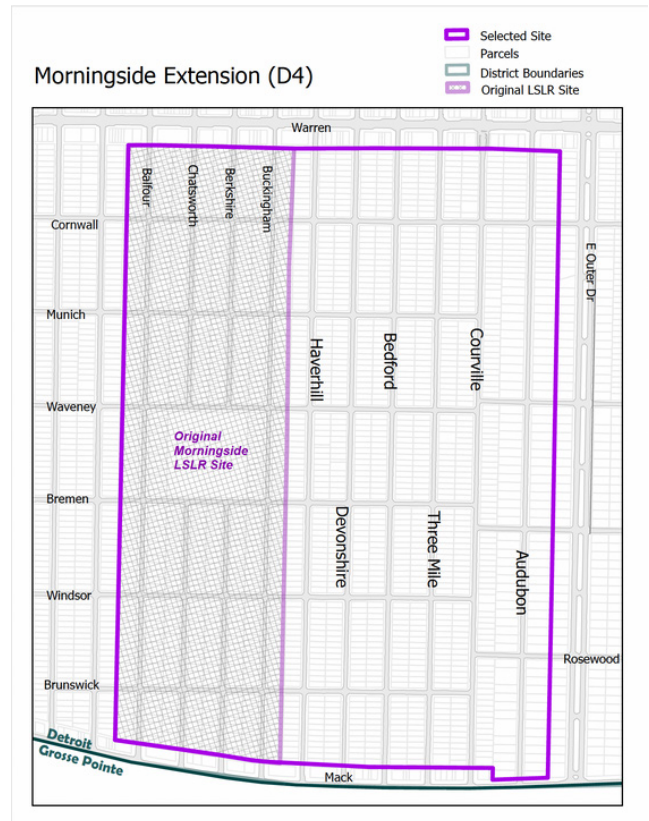 Selected Site
Parcels
District Boundaries
Original LSLR Site
Morningside Extension (D4)
Warren
Balfour
Chatsworth
Berkshire
Buckingham
Cornwall
E Outer Dr
Munich
Haverhill
Bedford
Courville
Waveney
Original
Morningside
LSLR Site
Bremen
Devonshire
Three Mile
Audubon
Windsor
Rosewood
Brunswick
Detroit
Grosse Pointe
Mack